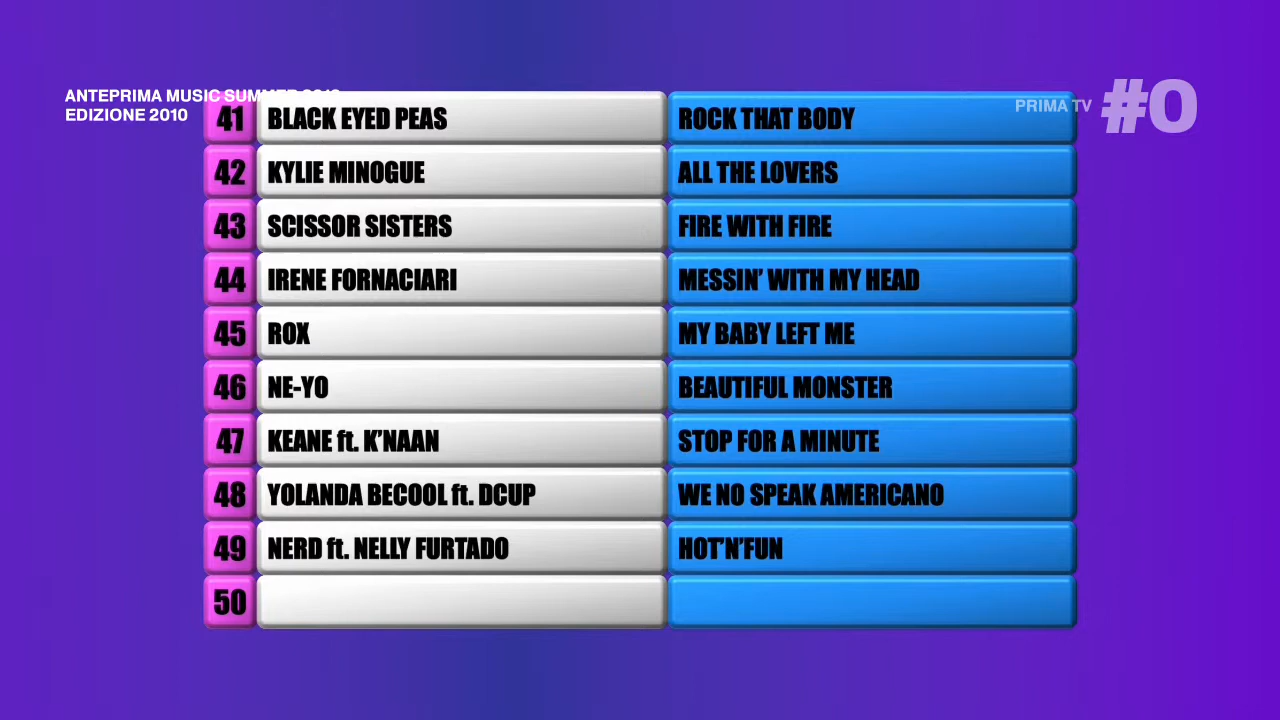 ANTEPRIMA MUSIC
EDIZIONE 2010
PRIMA TV #0
41 BLACK EYED PEAS ROCK THAT BODY
42 KYLIE MINOGUE ALL THE LOVERS
43 SCISSOR SISTERS FIRE WITH FIRE
44 IRENE FORNACIARI MESSIN' WITH MY HEAD
45 ROX MY BABY LEFT ME
46 NE-YO BEAUTIFUL MONSTER
47 KEANE ft. K'NAAN STOP FOR A MINUTE
48 YOLANDA BECOOL ft. DCUP WE NO SPEAK AMERICANO
49 NERD ft. NELLY FURTADO HOT'N'FUN
50